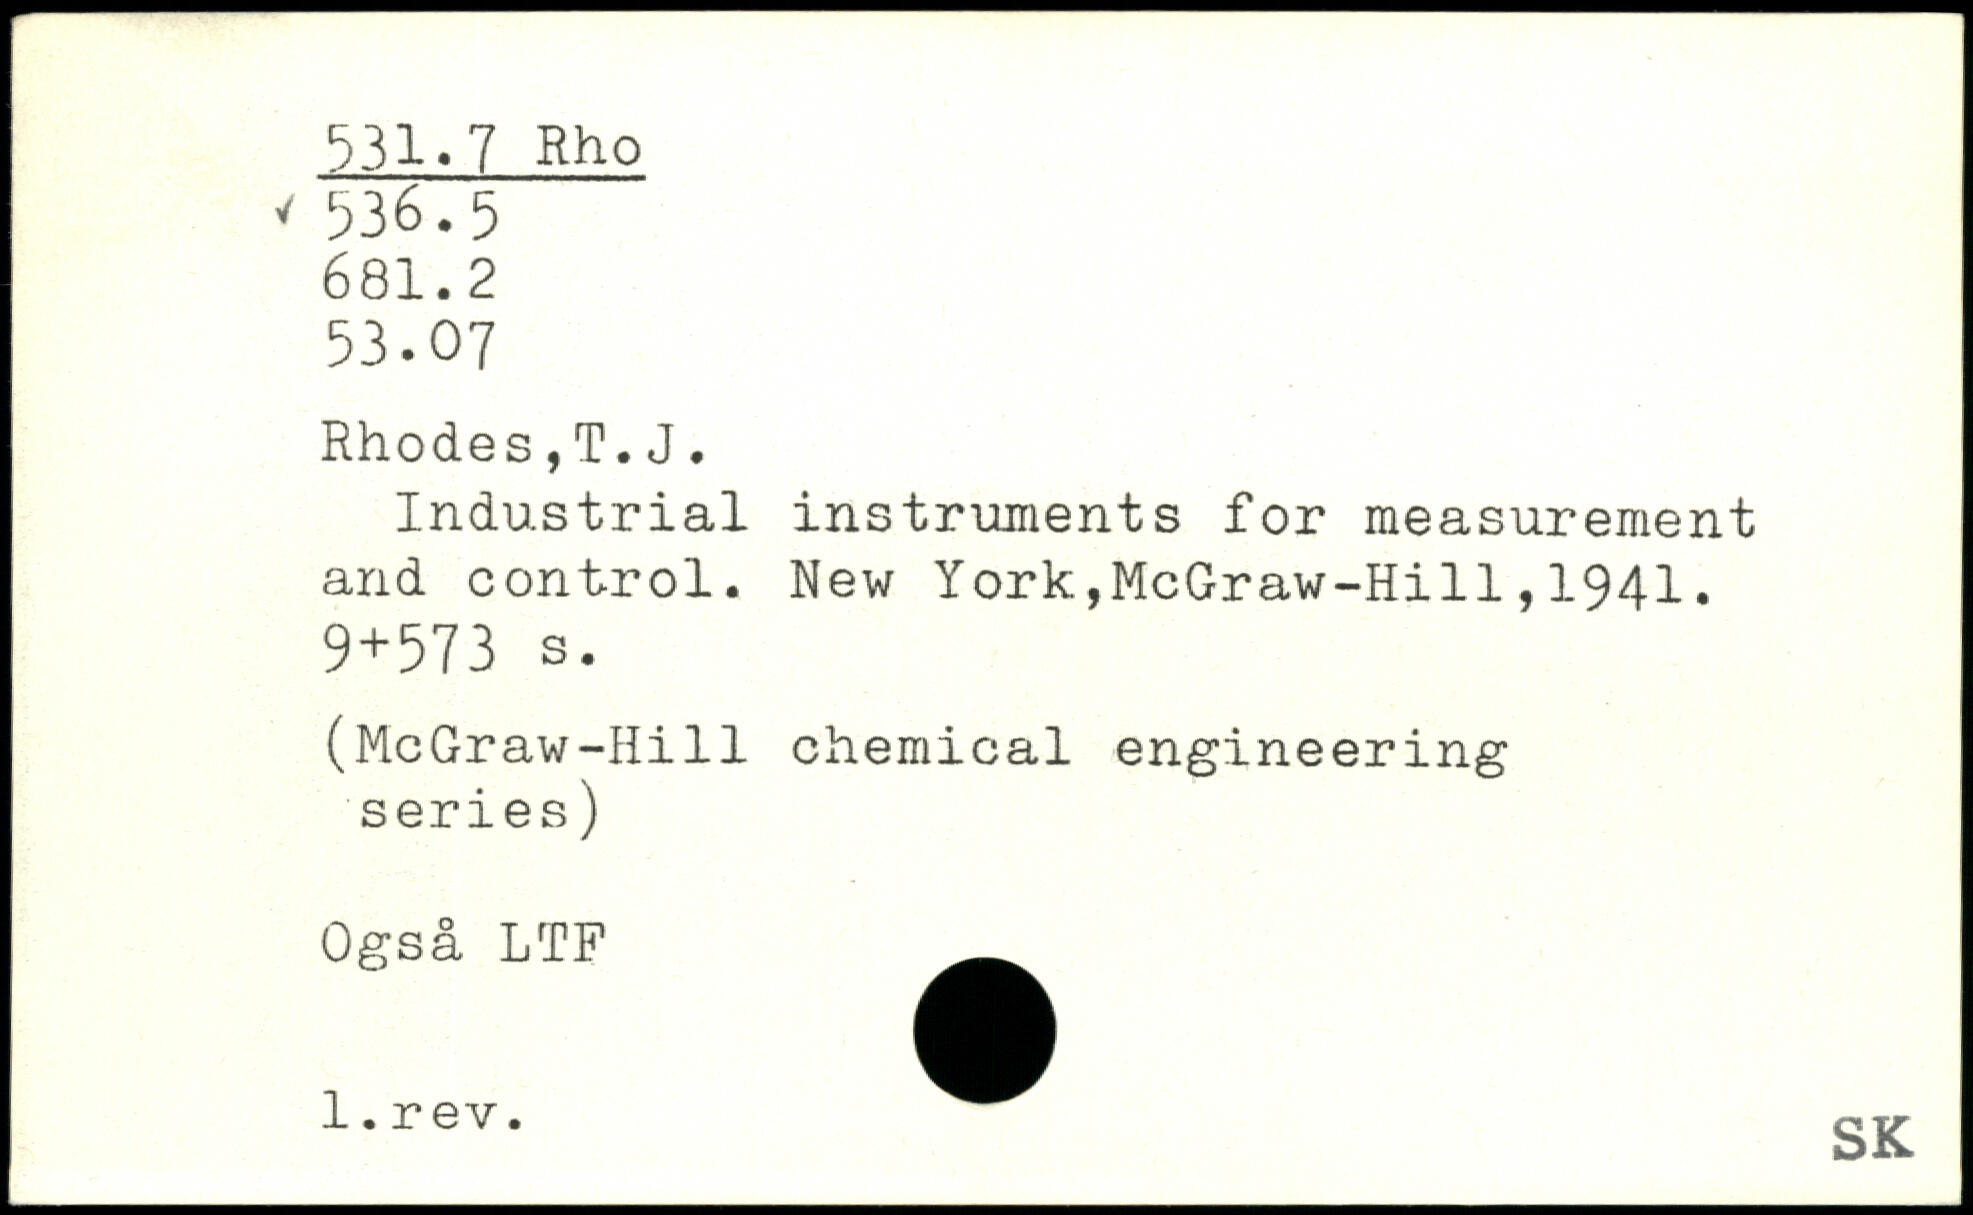 531.7 Rho
✓ 536.5
681.2
53.07
Rhodes,T.J.
Industrial instruments for measurement
and control. New York,McGraw-Hill,1941.
9+573 s.
(McGraw-Hill chemical engineering
series)
Også LTF
1.rev.
SK